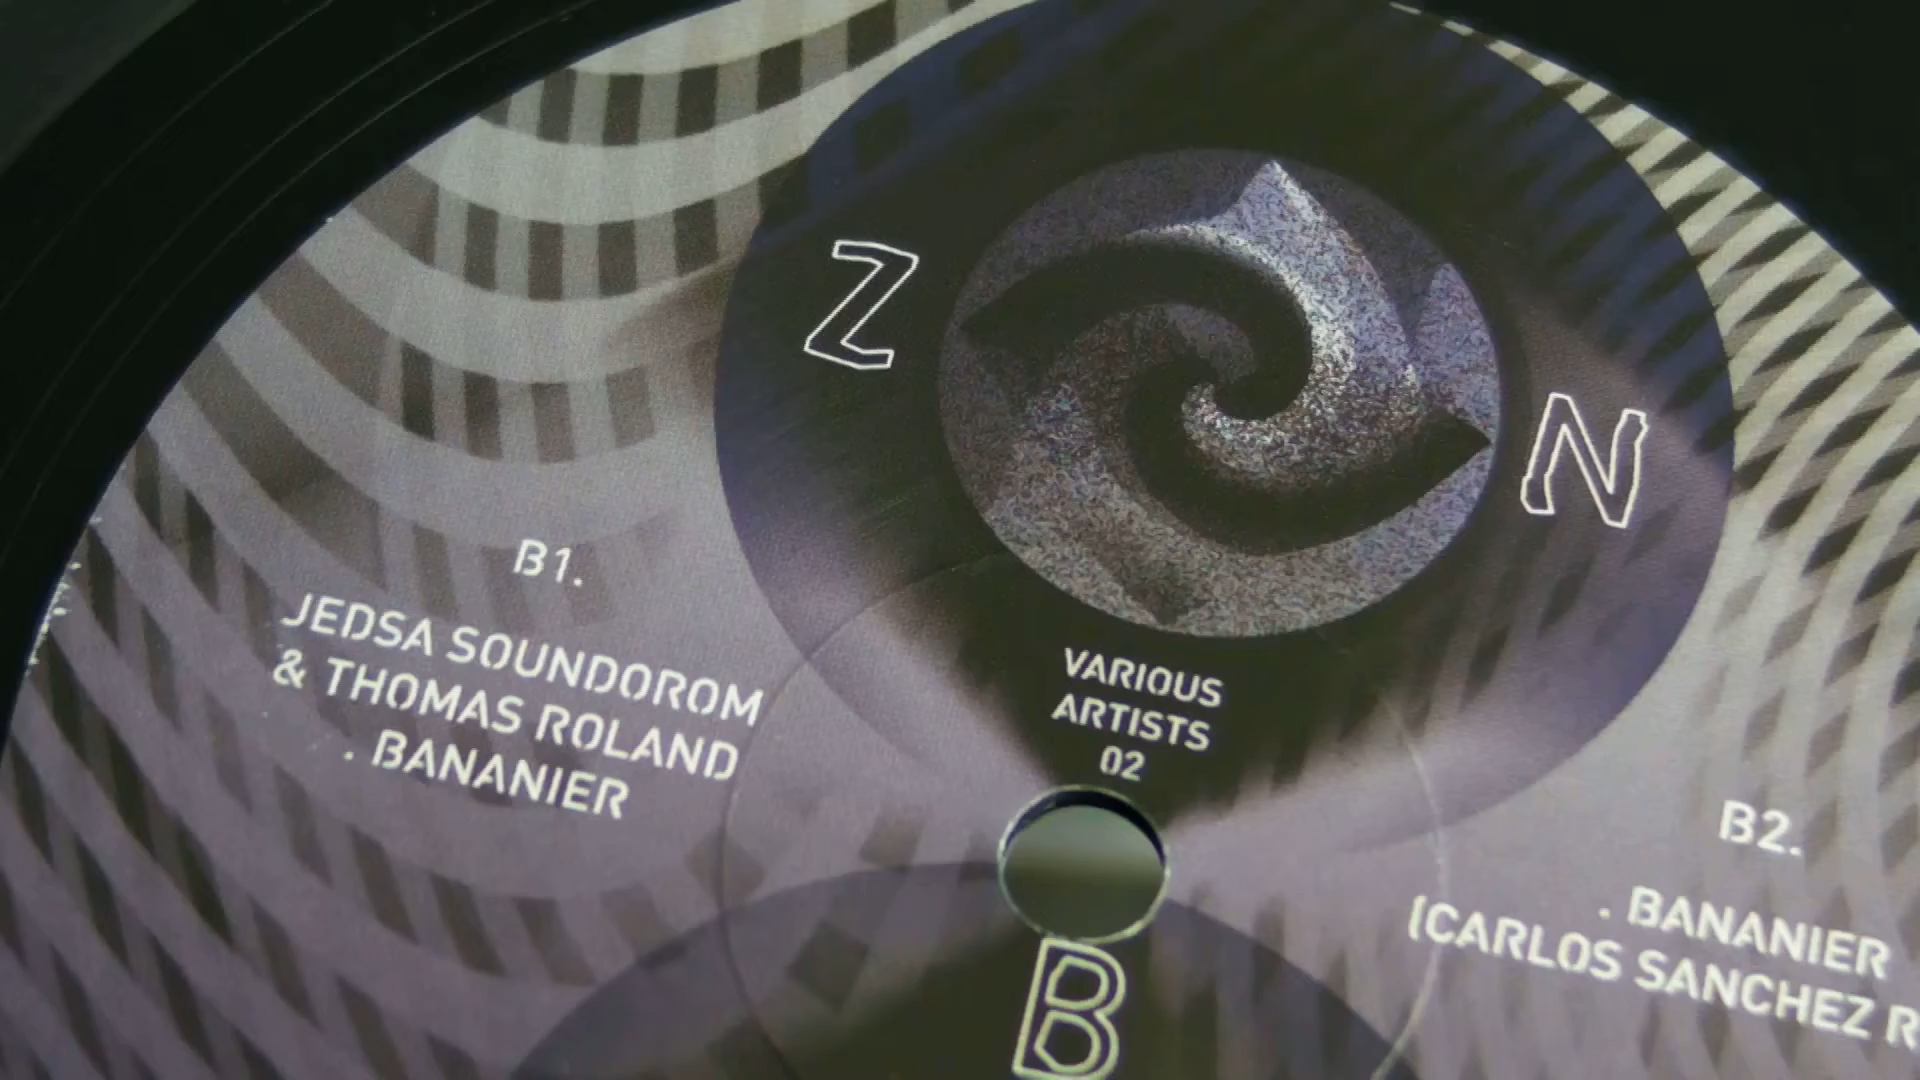 Z
N
VARIOUS
ARTISTS
02
B1.
JEDSA SOUNDOROM
& THOMAS ROLAND
. BANANIER
B2.
. BANANIER
(CARLOS SANCHEZ R
B